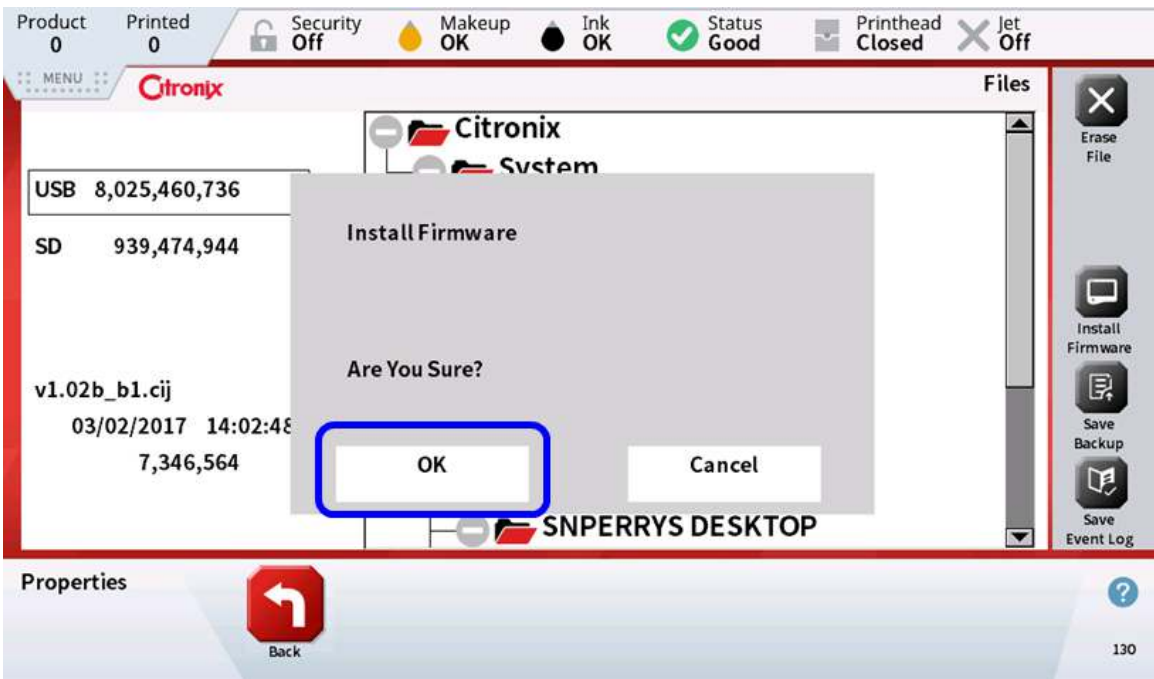 Product
0
Printed
0
Security
Off
Makeup
OK
Ink
OK
Status
Good
Printhead
Closed
Jet
Off
MENU
Citronix
Files
Citronix
System
USB 8,025,460,736
SD 939,474,944
v1.02b_b1.cij
03/02/2017 14:02:48
7,346,564
Install Firmware
Are You Sure?
OK
Cancel
SNPERRYS DESKTOP
Erase
File
Install
Firmware
Save
Backup
Save
Event Log
Properties
Back
?
130